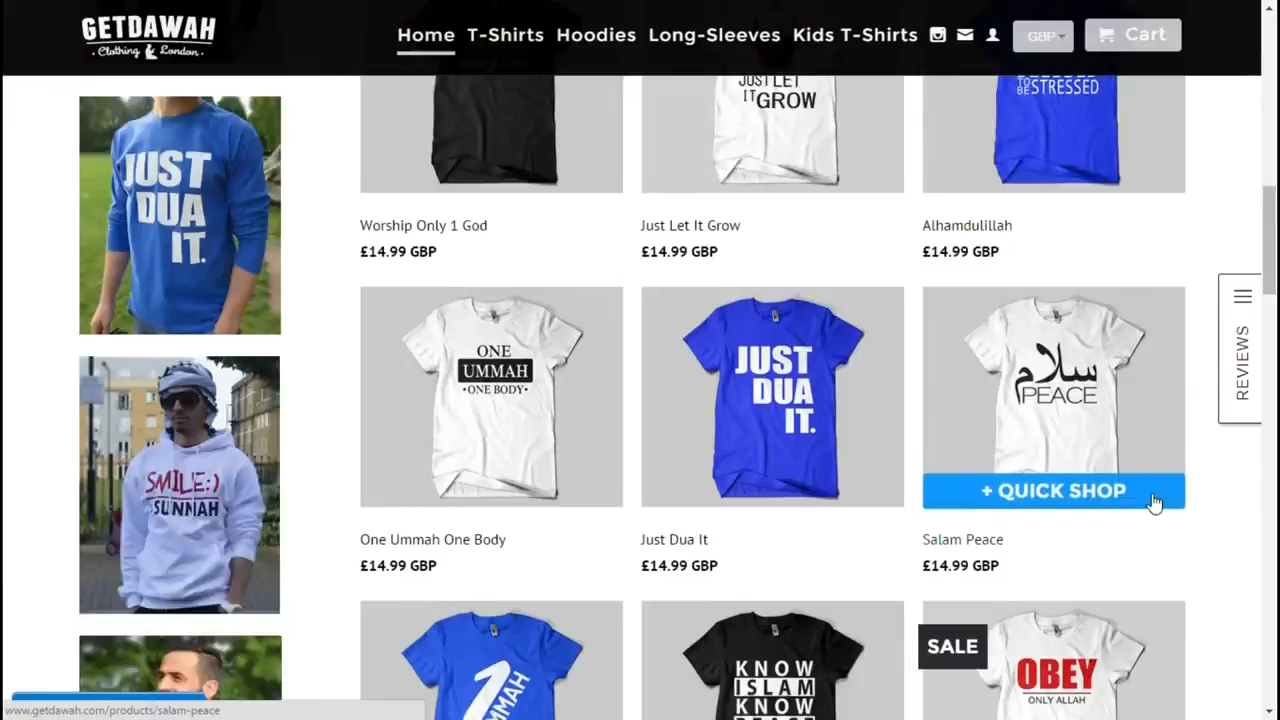 GETDAWAH
Clothing & London
Home T-Shirts Hoodies Long-Sleeves Kids T-Shirts GBP Cart
JUST LET
IT GROW
TO BE STRESSED
JUST
DUA
IT.
Worship Only 1 God
£14.99 GBP
Just Let It Grow
£14.99 GBP
Alhamdulillah
£14.99 GBP
REVIEWS
ONE
UMMAH
•ONE BODY•
JUST
DUA
IT.
سلام
PEACE
+ QUICK SHOP
SMILE:)
SUNNAH
One Ummah One Body
£14.99 GBP
Just Dua It
£14.99 GBP
Salam Peace
£14.99 GBP
1 UMMAH
KNOW
ISLAM
KNOW
SALE
OBEY
ONLY ALLAH
www.getdawah.com/products/salam-peace